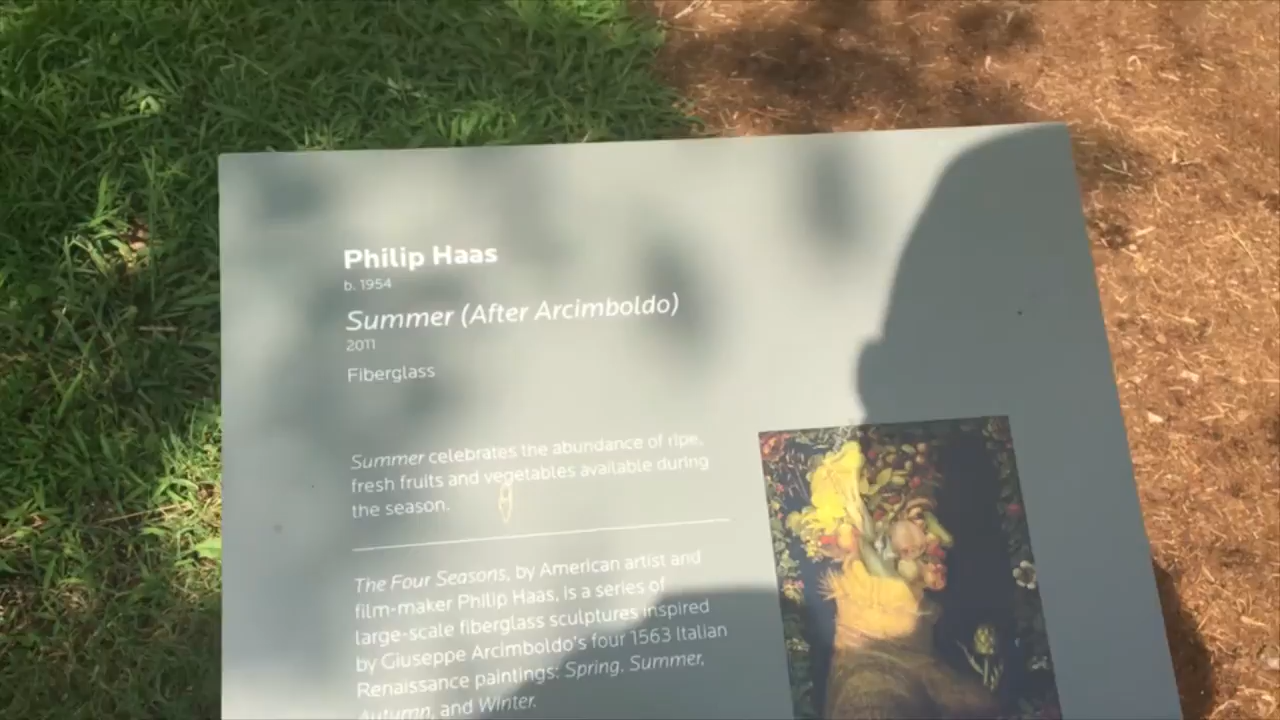 Philip Haas
b. 1954
Summer (After Arcimboldo)
2011
Fiberglass
Summer celebrates the abundance of ripe,
fresh fruits and vegetables available during
the season.
The Four Seasons, by American artist and
film-maker Philip Haas, is a series of
large-scale fiberglass sculptures inspired
by Giuseppe Arcimboldo's four 1563 Italian
Renaissance paintings: Spring, Summer,
Autumn, and Winter.